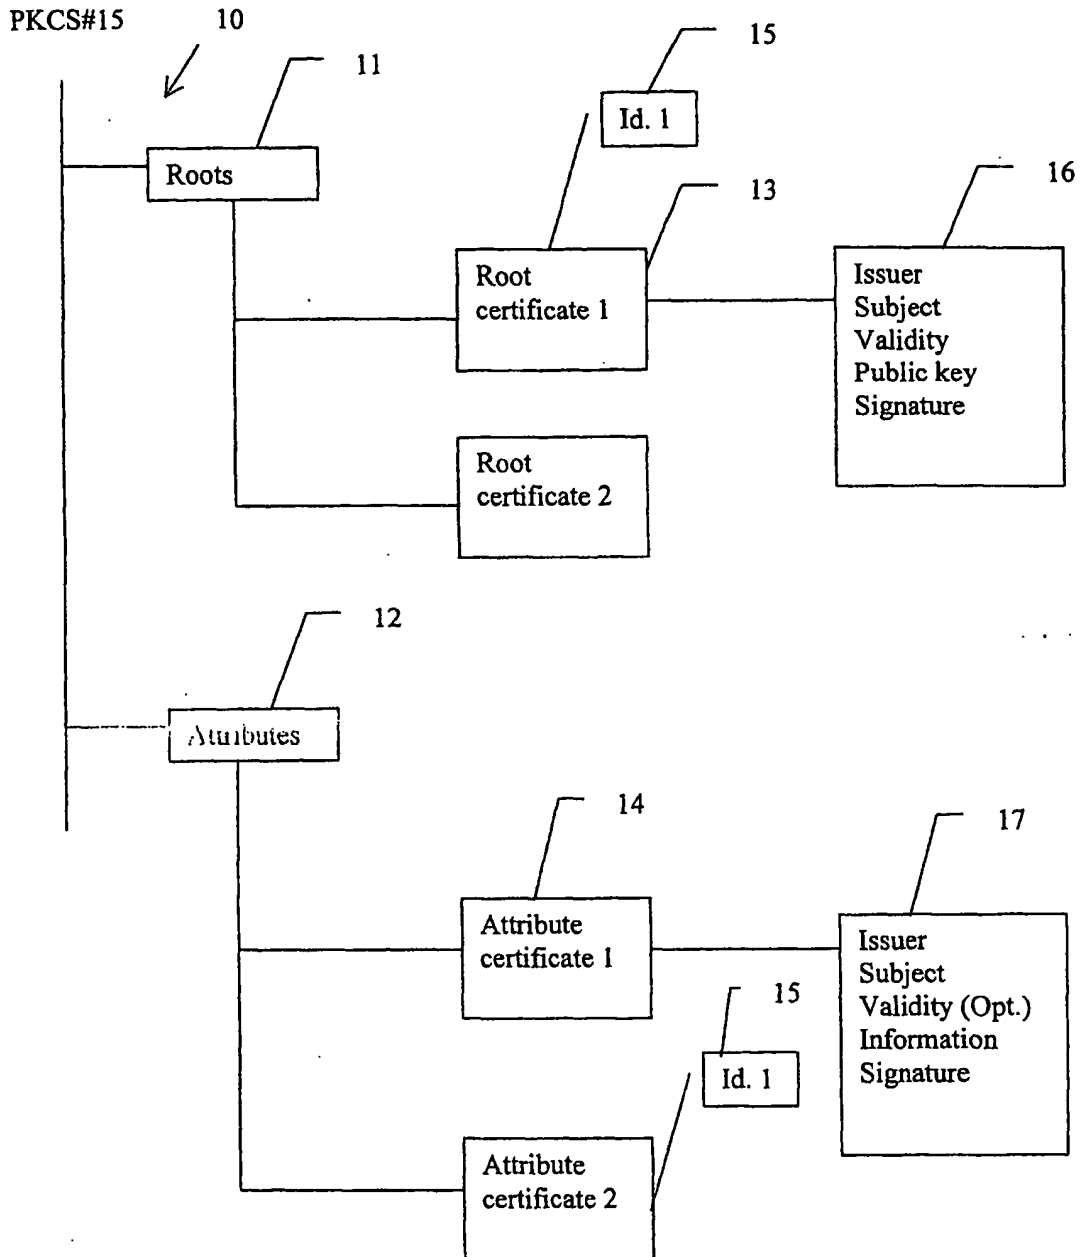 PKCS#15
10
11
15
Id. 1
Roots
13
16
Root
certificate 1
Issuer
Subject
Validity
Public key
Signature
Root
certificate 2
12
Attributes
14
17
Attribute
certificate 1
Issuer
Subject
Validity (Opt.)
Information
Signature
15
Id. 1
Attribute
certificate 2